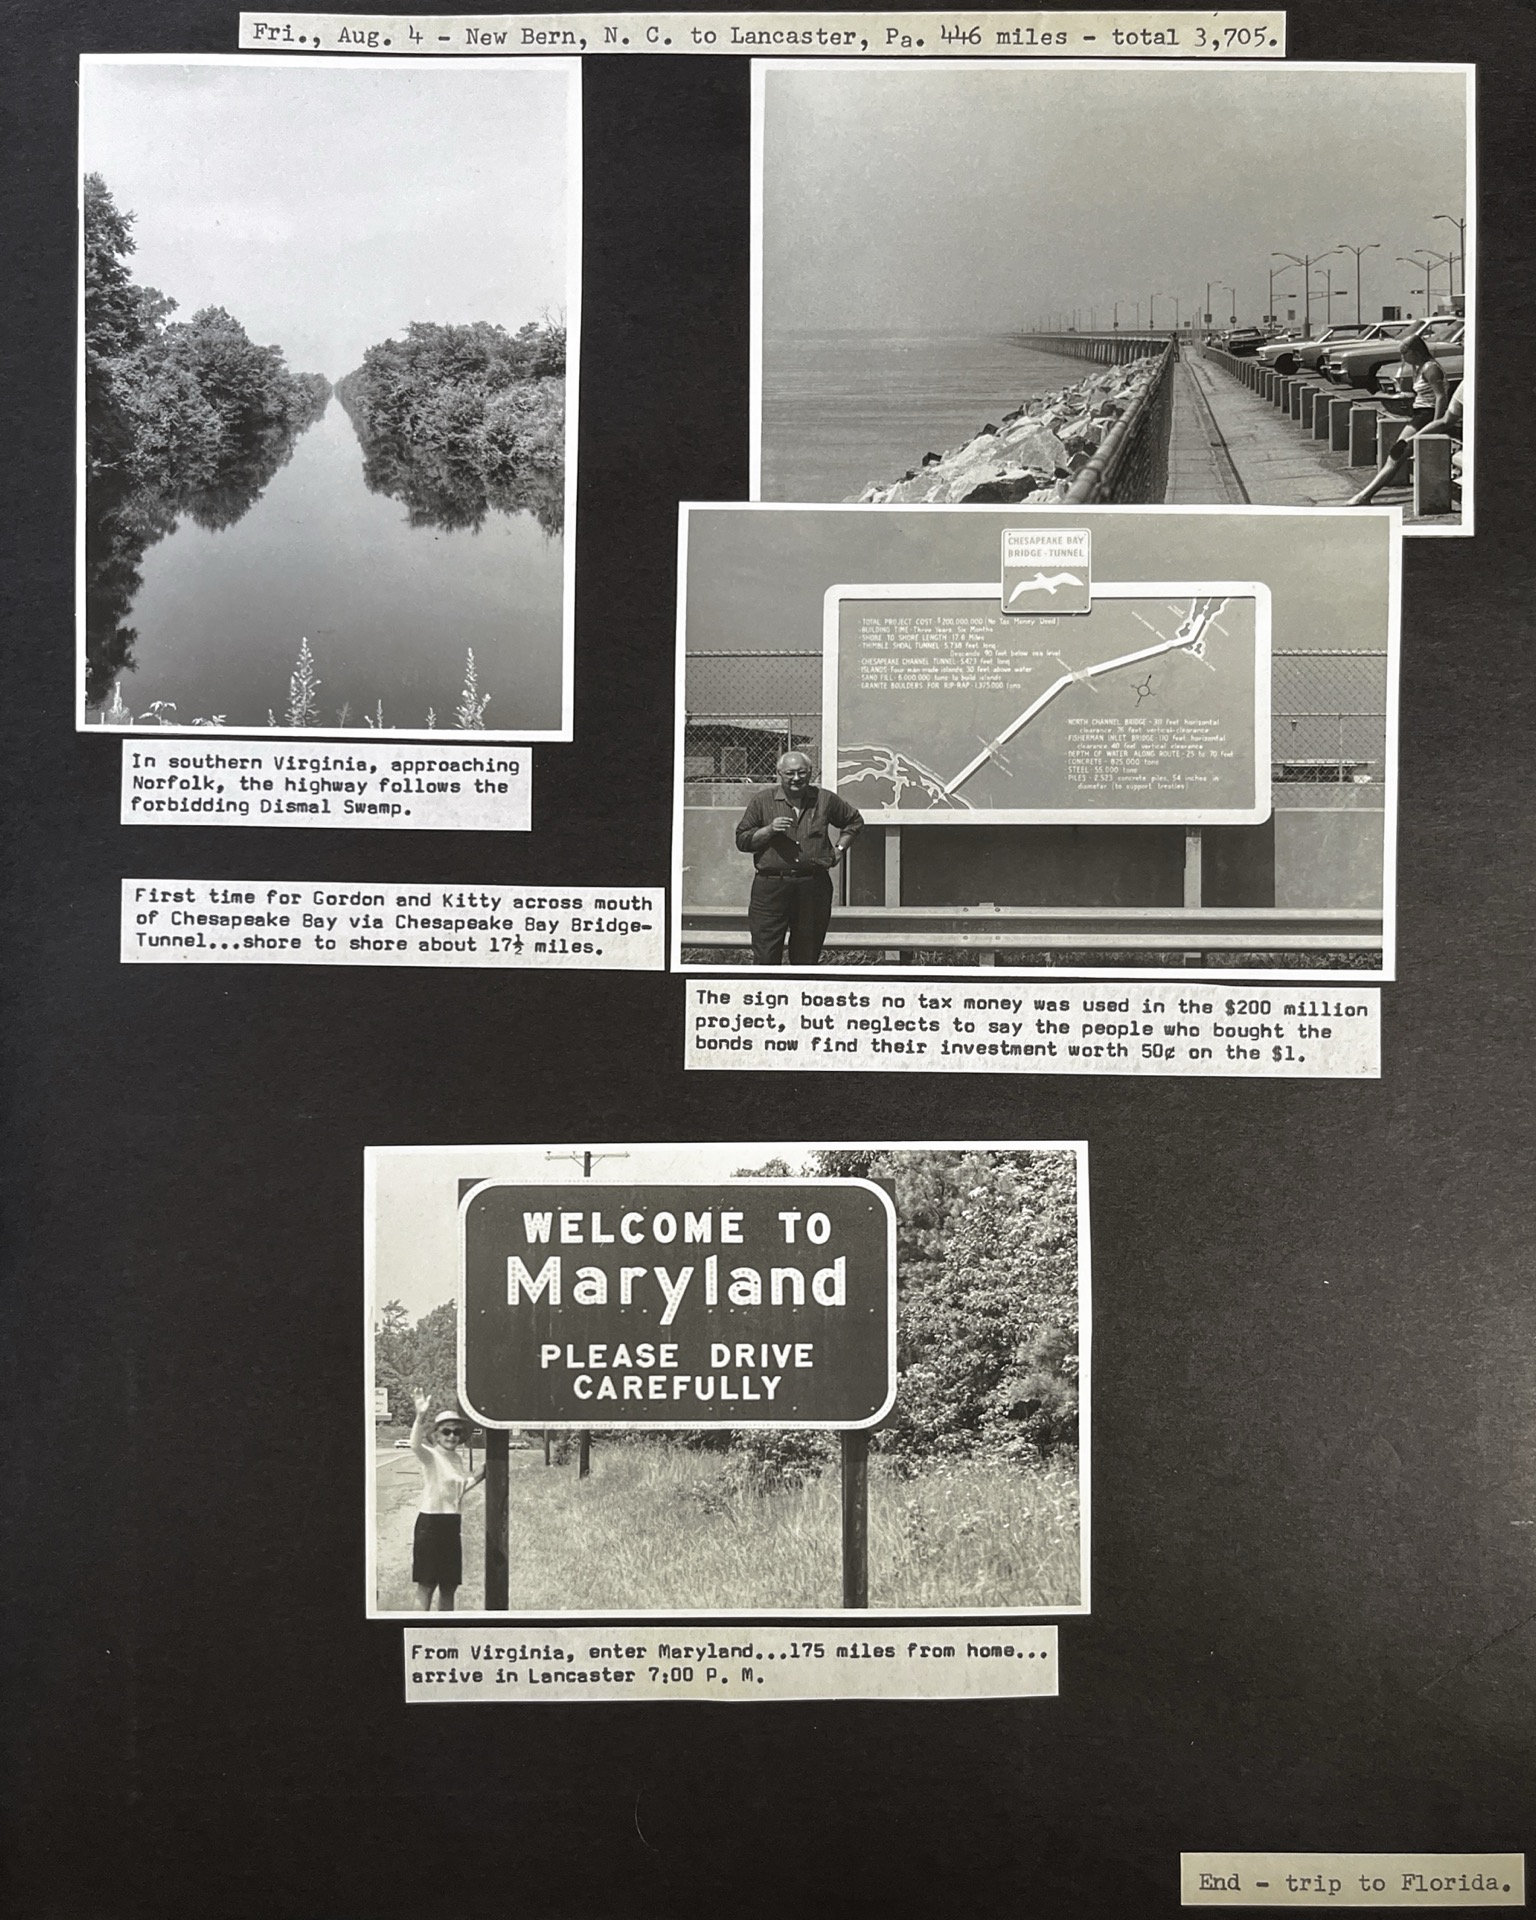 Fri., Aug. 4 - New Bern, N. C. to Lancaster, Pa. 446 miles - total 3,705.
In southern Virginia, approaching
Norfolk, the highway follows the
forbidding Dismal Swamp.
First time for Gordon and Kitty across mouth
of Chesapeake Bay via Chesapeake Bay Bridge-
Tunnel...shore to shore about 17½ miles.
CHESAPEAKE BAY
BRIDGE-TUNNEL
TOTAL PROJECT COST-$200,000,000 (No Tax Money Used)
BUILDING TIME-Three Years Six Months
SHORE TO SHORE LENGTH-17.6 Miles
THIMBLE SHOAL TUNNEL 5,738 feet long
Descends 90 feet below sea level
CHESAPEAKE CHANNEL TUNNEL-5,423 feet long
ISLANDS-Four man-made islands 30 feet above water
SAND FILL-6,000,000 tons to build islands
GRANITE BOULDERS FOR RIP-RAP-1,375,000 tons
NORTH CHANNEL BRIDGE-311 feet horizontal
clearance, 76 feet vertical clearance
FISHERMAN INLET BRIDGE-110 feet horizontal
clearance, 40 feet vertical clearance
DEPTH OF WATER ALONG ROUTE-25 to 70 feet
CONCRETE-825,000 tons
STEEL-55,000 tons
PILES-2,523 concrete piles, 54 inches in
diameter (to support trestles)
The sign boasts no tax money was used in the $200 million
project, but neglects to say the people who bought the
bonds now find their investment worth 50¢ on the $1.
WELCOME TO
Maryland
PLEASE DRIVE
CAREFULLY
From Virginia, enter Maryland...175 miles from home...
arrive in Lancaster 7:00 P. M.
End - trip to Florida.